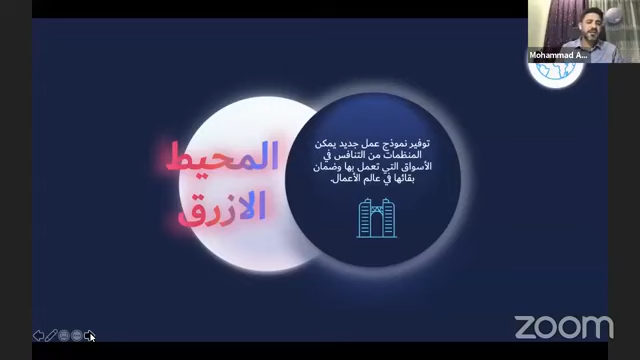 Mohammad A...
المحيط
الازرق
توفير نموذج عمل جديد يمكن
المنظمات من التنافس في
الأسواق التي تعمل بها وضمان
بقائها في عالم الأعمال.
zoom